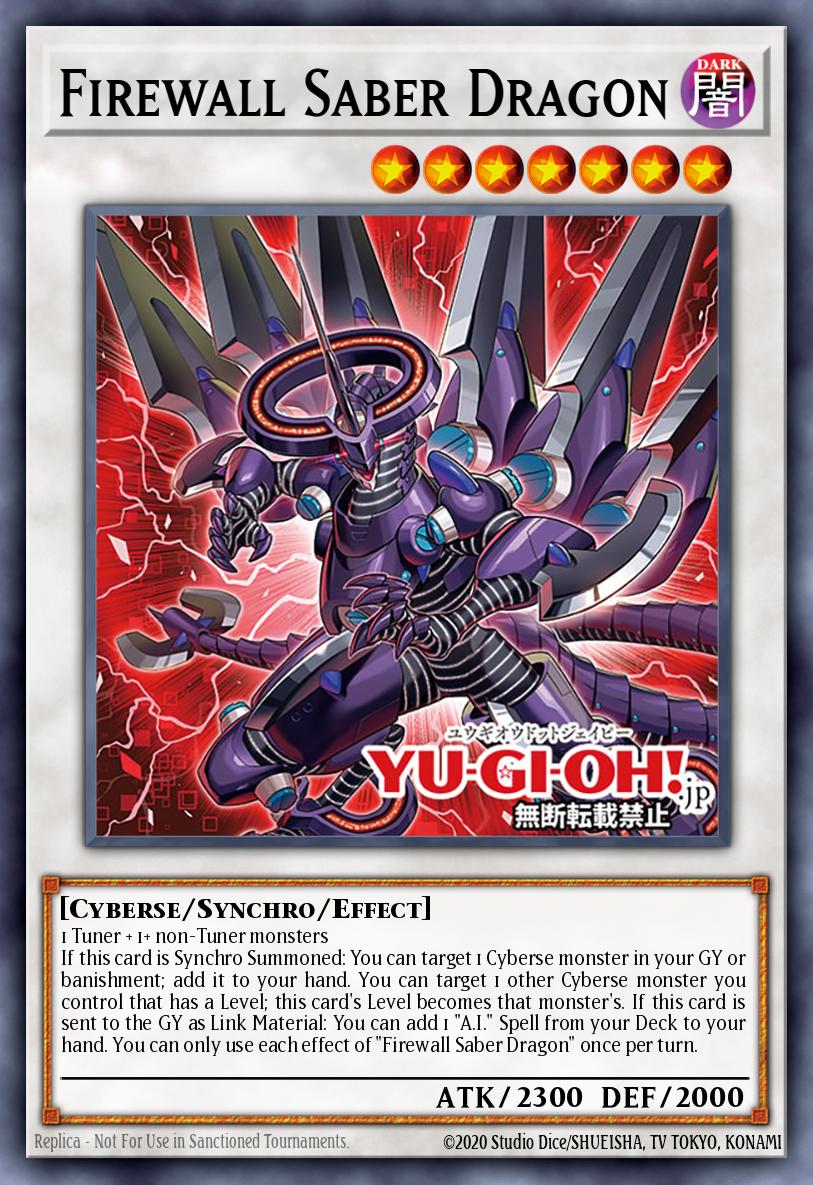 Firewall Saber Dragon
DARK
闇
ユウギオウドットジェイピー
YU-GI-OH!.jp
無断転載禁止
[Cyberse/Synchro/Effect]
1 Tuner + 1+ non-Tuner monsters
If this card is Synchro Summoned: You can target 1 Cyberse monster in your GY or
banishment; add it to your hand. You can target 1 other Cyberse monster you
control that has a Level; this card's Level becomes that monster's. If this card is
sent to the GY as Link Material: You can add 1 "A.I." Spell from your Deck to your
hand. You can only use each effect of "Firewall Saber Dragon" once per turn.
ATK/2300 DEF/2000
Replica - Not For Use in Sanctioned Tournaments.
©2020 Studio Dice/SHUEISHA, TV TOKYO, KONAMI